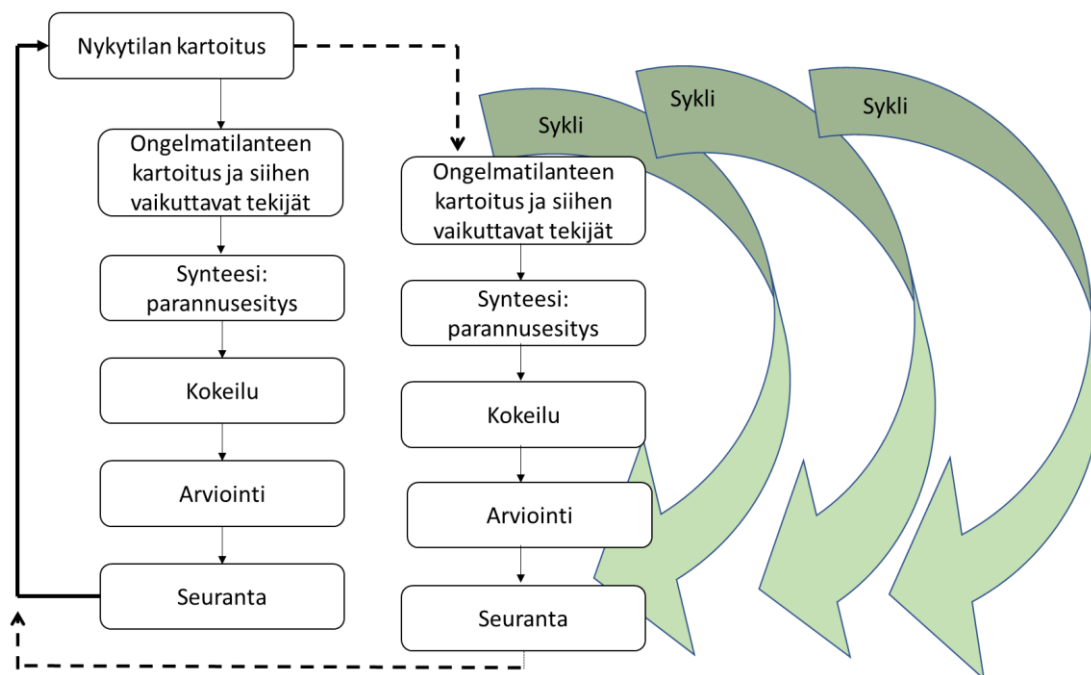 Nykytilan kartoitus
Ongelmatilanteen
kartoitus ja siihen
vaikuttavat tekijät
Synteesi:
parannusesitys
Kokeilu
Arviointi
Seuranta
Ongelmatilanteen
kartoitus ja siihen
vaikuttavat tekijät
Synteesi:
parannusesitys
Kokeilu
Arviointi
Seuranta
Sykli
Sykli
Sykli